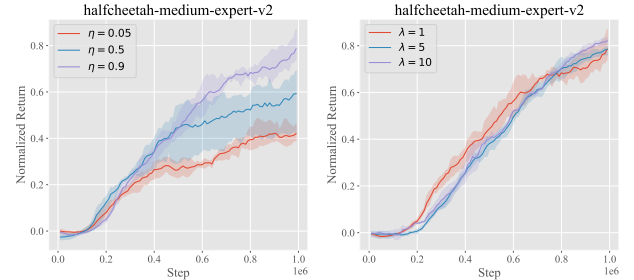 halfcheetah-medium-expert-v2
η = 0.05
η = 0.5
η = 0.9
Normalized Return
0.8
0.6
0.4
0.2
0.0
0.0 0.2 0.4 0.6 0.8 1.0
Step
1e6
halfcheetah-medium-expert-v2
λ = 1
λ = 5
λ = 10
Normalized Return
0.8
0.6
0.4
0.2
0.0
0.0 0.2 0.4 0.6 0.8 1.0
Step
1e6